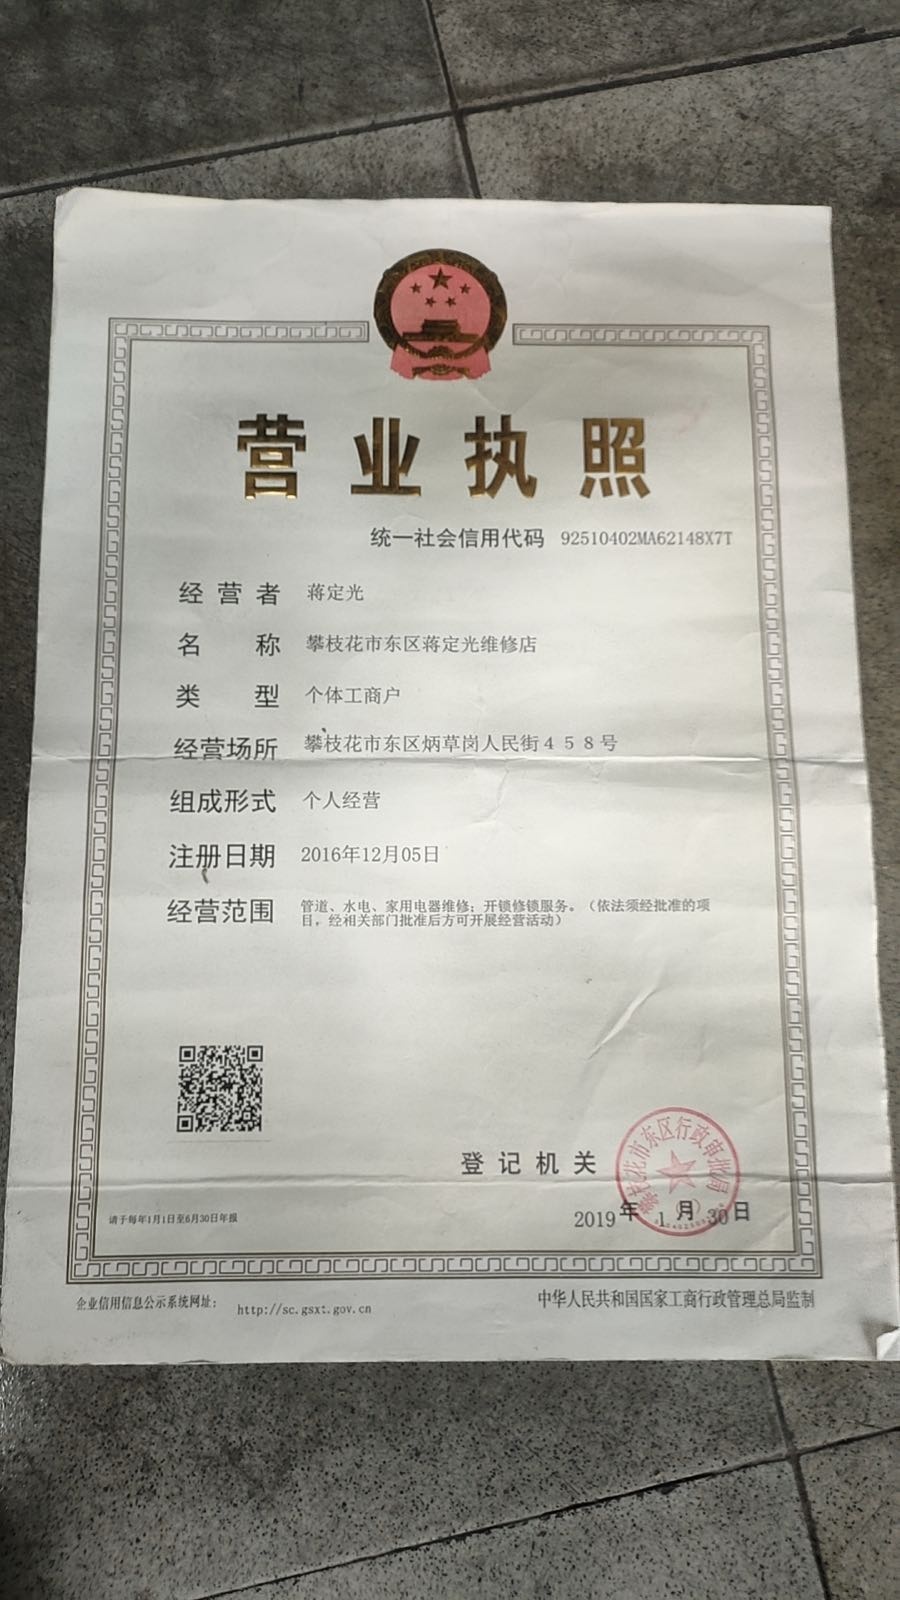 营业执照
统一社会信用代码 92510402MA62148X7T
经营者 蒋定光
名称 攀枝花市东区蒋定光维修店
类型 个体工商户
经营场所 攀枝花市东区炳草岗人民街458号
组成形式 个人经营
注册日期 2016年12月05日
经营范围 管道、水电、家用电器维修；开锁修锁服务。（依法须经批准的项
目，经相关部门批准后方可开展经营活动）
登记机关
攀枝花市东区行政审批局
2019年1月30日
请于每年1月1日至6月30日年报
企业信用信息公示系统网址： http://sc.gsxt.gov.cn
中华人民共和国国家工商行政管理总局监制